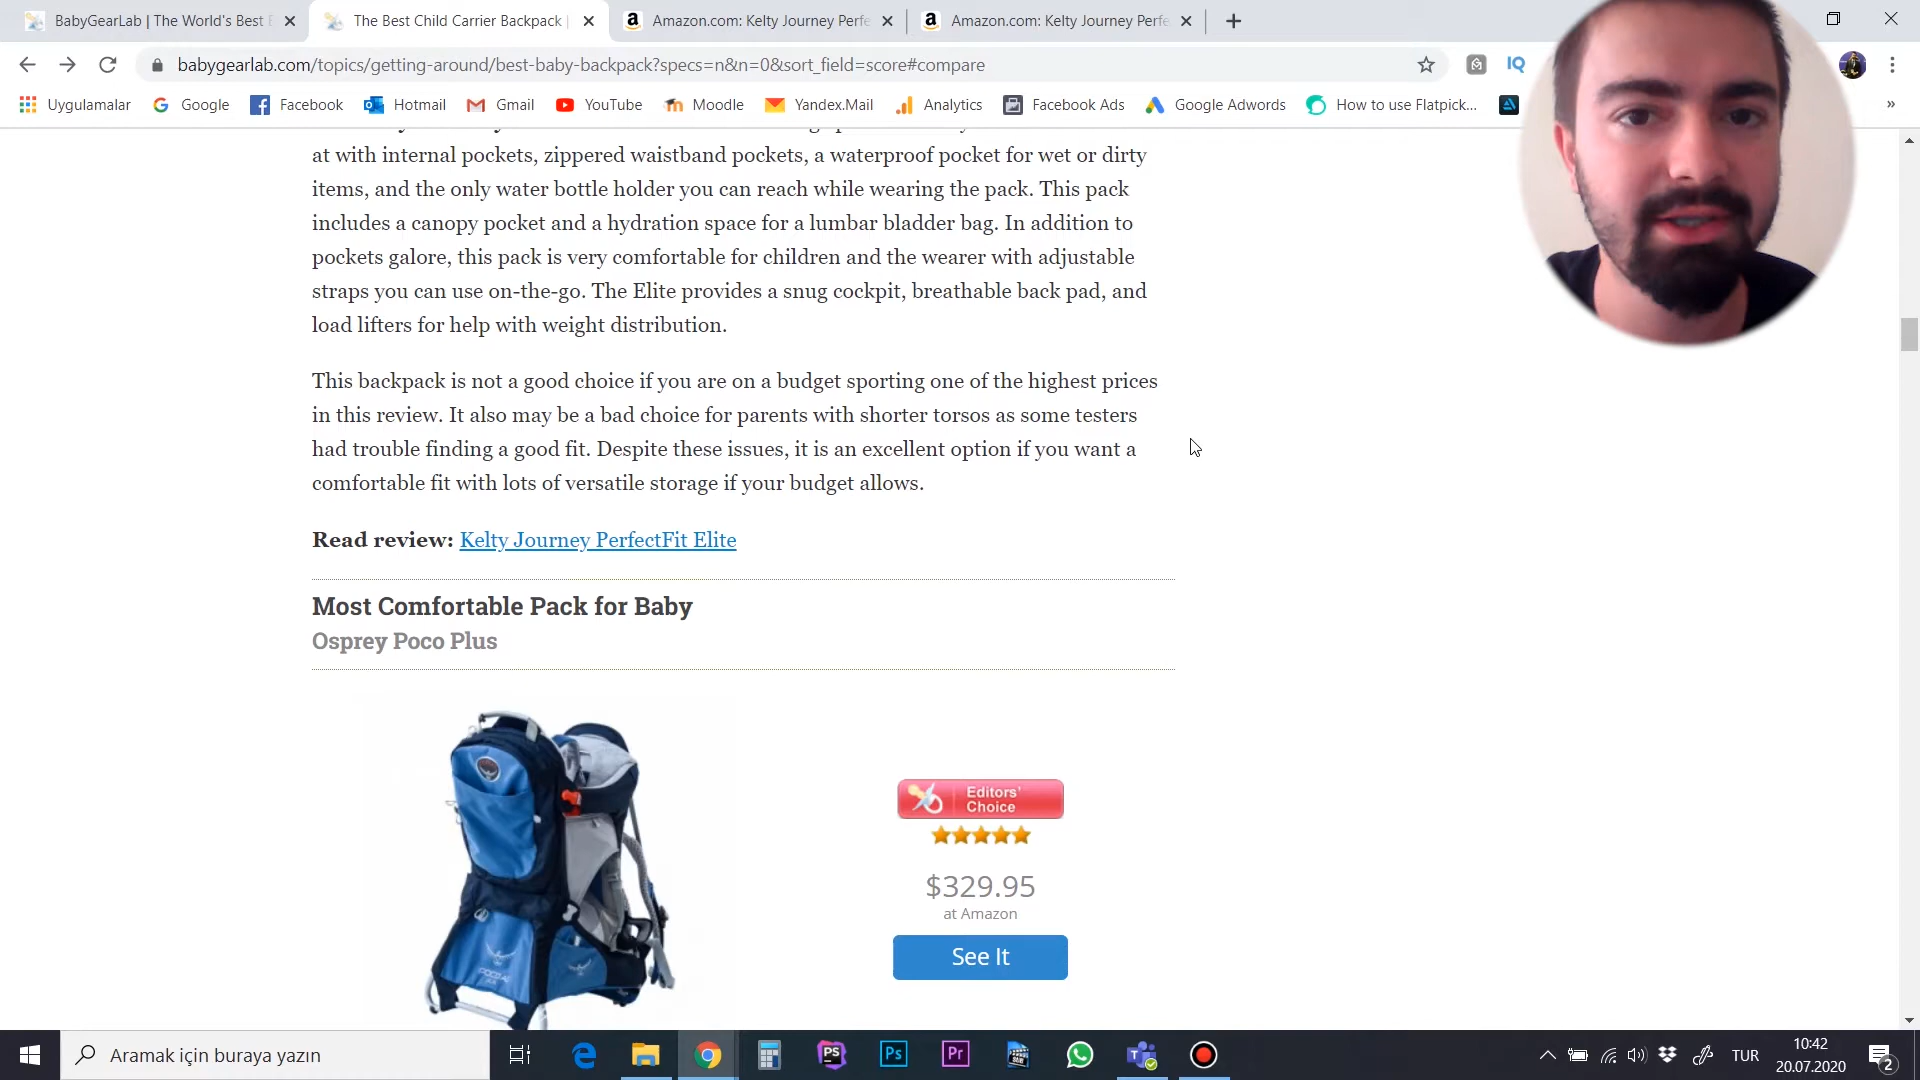 BabyGearLab | The World's Best
The Best Child Carrier Backpack |
Amazon.com: Kelty Journey Perfe
Amazon.com: Kelty Journey Perfe
babygearlab.com/topics/getting-around/best-baby-backpack?specs=n&n=0&sort_field=score#compare
IQ
Uygulamalar
Google
Facebook
Hotmail
Gmail
YouTube
Moodle
Yandex.Mail
Analytics
Facebook Ads
Google Adwords
How to use Flatpick...
at with internal pockets, zippered waistband pockets, a waterproof pocket for wet or dirty
items, and the only water bottle holder you can reach while wearing the pack. This pack
includes a canopy pocket and a hydration space for a lumbar bladder bag. In addition to
pockets galore, this pack is very comfortable for children and the wearer with adjustable
straps you can use on-the-go. The Elite provides a snug cockpit, breathable back pad, and
load lifters for help with weight distribution.
This backpack is not a good choice if you are on a budget sporting one of the highest prices
in this review. It also may be a bad choice for parents with shorter torsos as some testers
had trouble finding a good fit. Despite these issues, it is an excellent option if you want a
comfortable fit with lots of versatile storage if your budget allows.
Read review: Kelty Journey PerfectFit Elite
Most Comfortable Pack for Baby
Osprey Poco Plus
Editors'
Choice
$329.95
at Amazon
See It
Aramak için buraya yazın
PS
Ps
Pr
TUR
10:42
20.07.2020
2